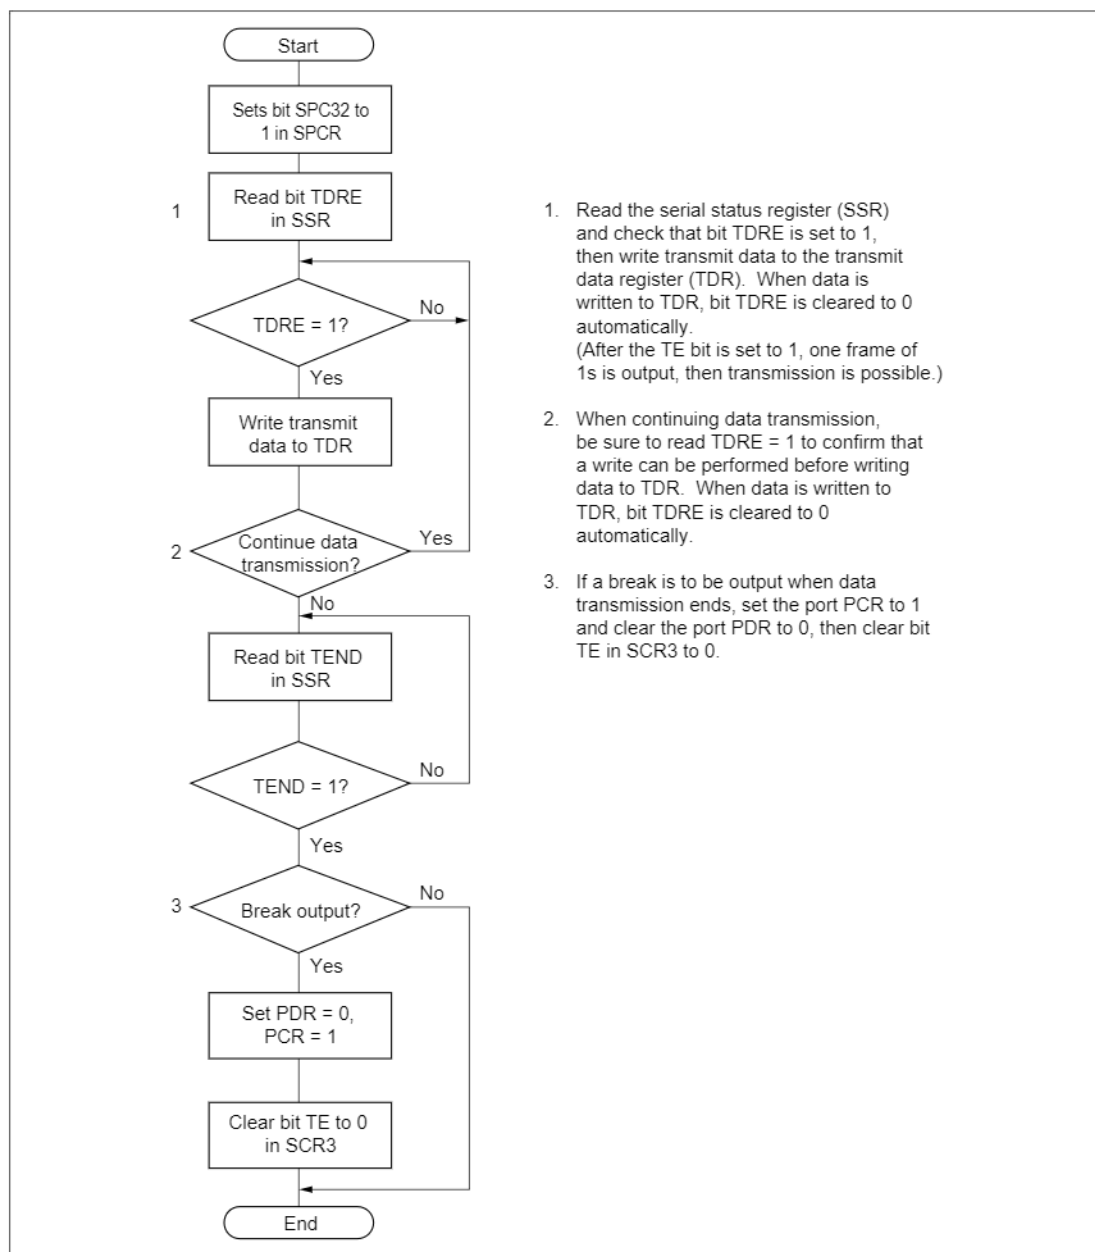 Start
Sets bit SPC32 to
1 in SPCR
1
Read bit TDRE
in SSR
TDRE = 1?
No
Yes
Write transmit
data to TDR
2
Continue data
transmission?
Yes
No
Read bit TEND
in SSR
TEND = 1?
No
Yes
3
Break output?
No
Yes
Set PDR = 0,
PCR = 1
Clear bit TE to 0
in SCR3
End
1. Read the serial status register (SSR)
and check that bit TDRE is set to 1,
then write transmit data to the transmit
data register (TDR). When data is
written to TDR, bit TDRE is cleared to 0
automatically.
(After the TE bit is set to 1, one frame of
1s is output, then transmission is possible.)
2. When continuing data transmission,
be sure to read TDRE = 1 to confirm that
a write can be performed before writing
data to TDR. When data is written to
TDR, bit TDRE is cleared to 0
automatically.
3. If a break is to be output when data
transmission ends, set the port PCR to 1
and clear the port PDR to 0, then clear bit
TE in SCR3 to 0.